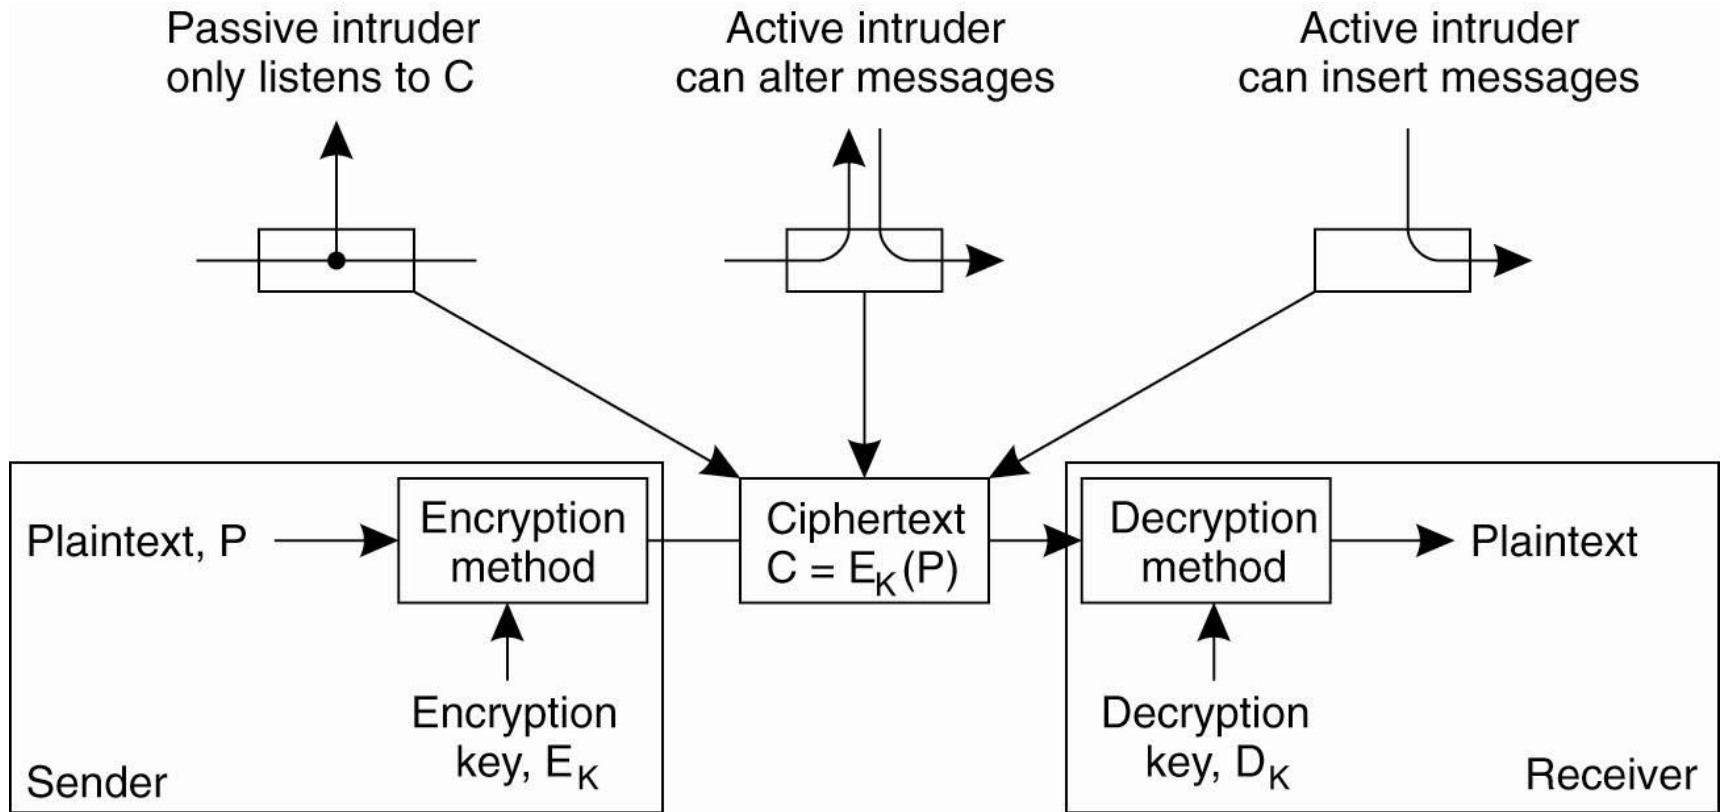 Passive intruder
only listens to C
Active intruder
can alter messages
Active intruder
can insert messages
Plaintext, P
Encryption
method
Ciphertext
C = E_K(P)
Decryption
method
Plaintext
Encryption
key, E_K
Decryption
key, D_K
Sender
Receiver